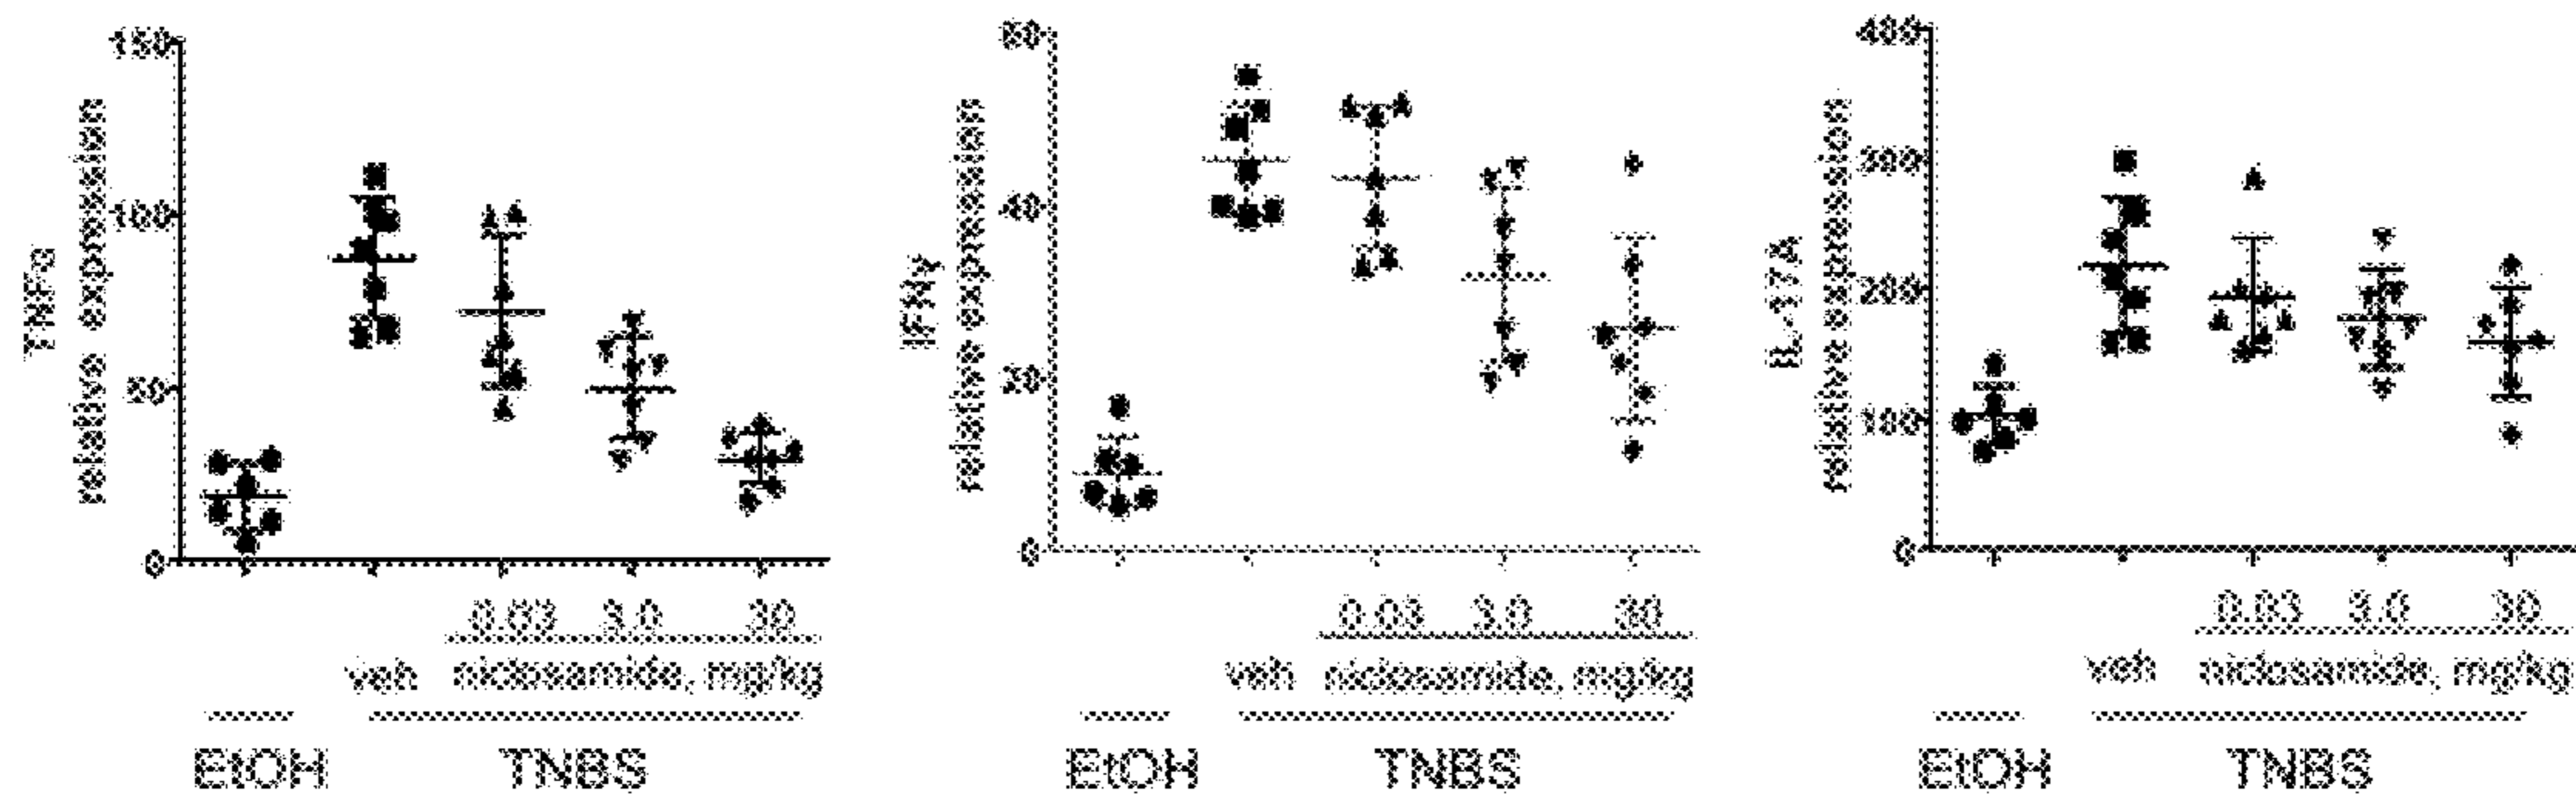 TNFα
relative expression
150
100
50
0
0.03 3.0 30
veh niclosamide, mg/kg
EtOH TNBS
IFNγ
relative expression
60
40
20
0
0.03 3.0 30
veh niclosamide, mg/kg
EtOH TNBS
IL-17A
relative expression
400
300
200
100
0
0.03 3.0 30
veh niclosamide, mg/kg
EtOH TNBS